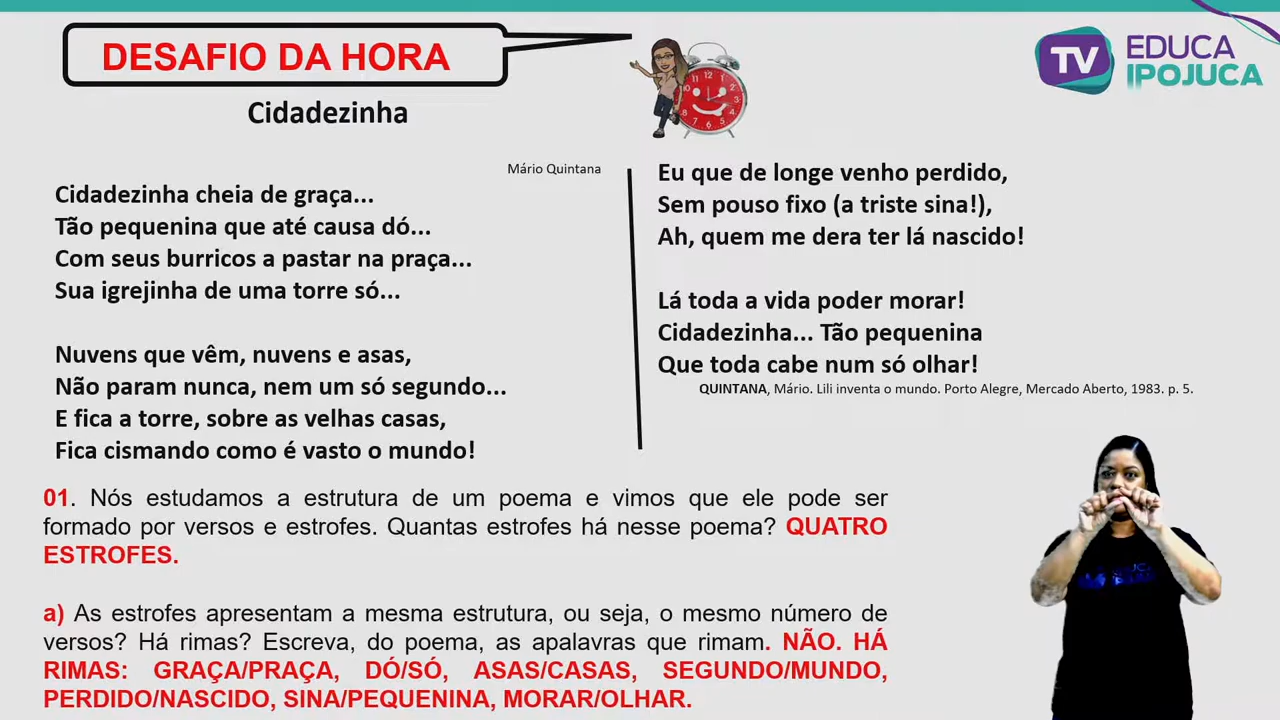 DESAFIO DA HORA
TV EDUCA
IPOJUCA
Cidadezinha
Mário Quintana
Cidadezinha cheia de graça...
Tão pequenina que até causa dó...
Com seus burricos a pastar na praça...
Sua igrejinha de uma torre só...
Nuvens que vêm, nuvens e asas,
Não param nunca, nem um só segundo...
E fica a torre, sobre as velhas casas,
Fica cismando como é vasto o mundo!
Eu que de longe venho perdido,
Sem pouso fixo (a triste sina!),
Ah, quem me dera ter lá nascido!
Lá toda a vida poder morar!
Cidadezinha... Tão pequenina
Que toda cabe num só olhar!
QUINTANA, Mário. Lili inventa o mundo. Porto Alegre, Mercado Aberto, 1983. p. 5.
01. Nós estudamos a estrutura de um poema e vimos que ele pode ser
formado por versos e estrofes. Quantas estrofes há nesse poema? QUATRO
ESTROFES.
a) As estrofes apresentam a mesma estrutura, ou seja, o mesmo número de
versos? Há rimas? Escreva, do poema, as apalavras que rimam. NÃO. HÁ
RIMAS: GRAÇA/PRAÇA, DÓ/SÓ, ASAS/CASAS, SEGUNDO/MUNDO,
PERDIDO/NASCIDO, SINA/PEQUENINA, MORAR/OLHAR.